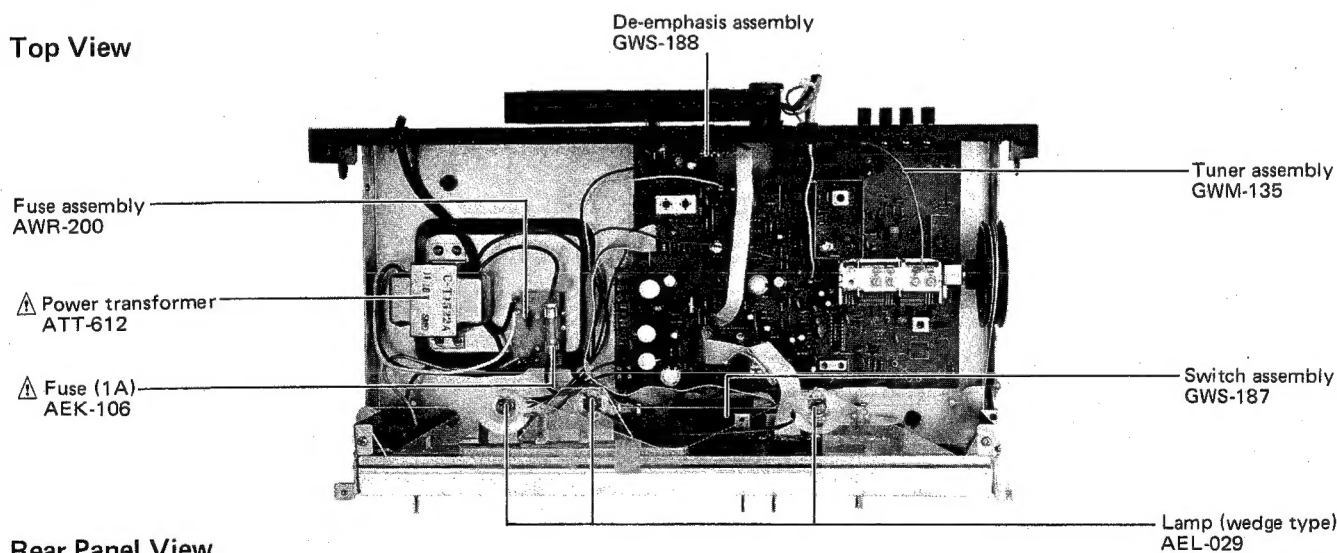 De-emphasis assembly
GWS-188
Top View
Tuner assembly
GWM-135
Fuse assembly
AWR-200
⚠ Power transformer
ATT-612
⚠ Fuse (1A)
AEK-106
Switch assembly
GWS-187
Lamp (wedge type)
AEL-029
Rear Panel View